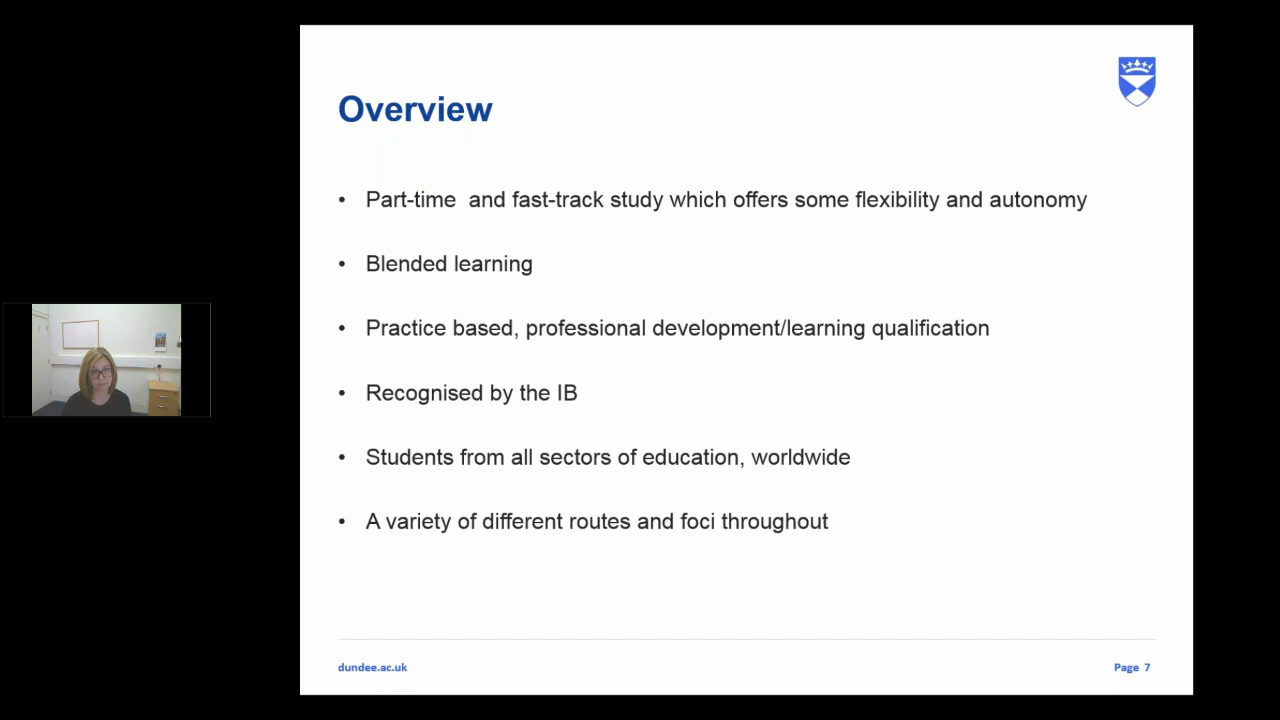 Overview
• Part-time  and fast-track study which offers some flexibility and autonomy
• Blended learning
• Practice based, professional development/learning qualification
• Recognised by the IB
• Students from all sectors of education, worldwide
• A variety of different routes and foci throughout
dundee.ac.uk
Page 7